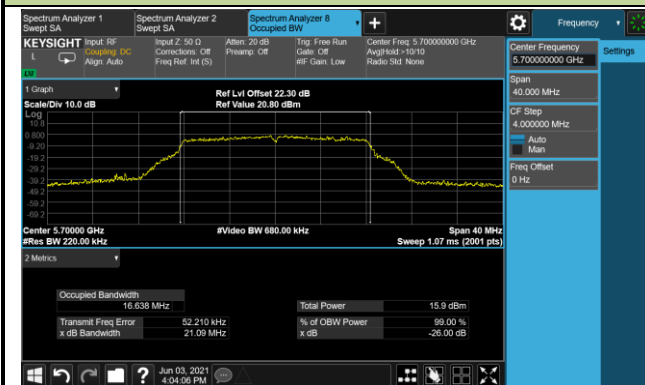 Spectrum Analyzer 1
Swept SA
Spectrum Analyzer 2
Swept SA
Spectrum Analyzer 8
Occupied BW
+
Frequency
KEYSIGHT
L
Input: RF
Coupling: DC
Align: Auto
Input Z: 50 Ω
Corrections: Off
Freq Ref: Int (S)
Atten: 20 dB
Preamp: Off
Trig: Free Run
Gate: Off
#IF Gain: Low
Center Freq: 5.700000000 GHz
Avg|Hold:>10/10
Radio Std: None
Center Frequency
5.700000000 GHz
Settings
Span
40.000 MHz
CF Step
4.000000 MHz
Auto
Man
Freq Offset
0 Hz
1 Graph
Scale/Div 10.0 dB
Ref Lvl Offset 22.30 dB
Ref Value 20.80 dBm
Log
10.8
0.800
-9.20
-19.2
-29.2
-39.2
-49.2
-59.2
-69.2
Center 5.70000 GHz
#Res BW 220.00 kHz
#Video BW 680.00 kHz
Span 40 MHz
Sweep 1.07 ms (2001 pts)
2 Metrics
Occupied Bandwidth
16.638 MHz
Total Power 15.9 dBm
Transmit Freq Error 52.210 kHz
% of OBW Power 99.00 %
x dB Bandwidth 21.09 MHz
x dB -26.00 dB
?
Jun 03, 2021
4:04:06 PM